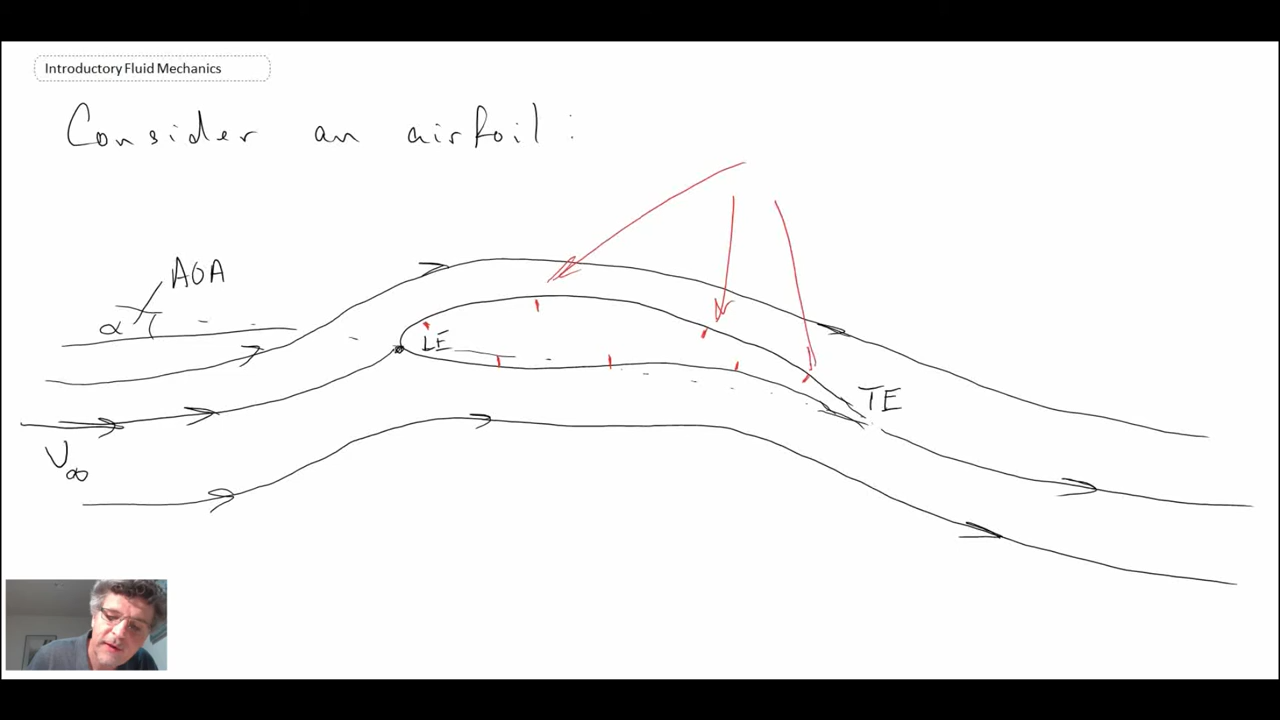 Introductory Fluid Mechanics
Consider an airfoil:
AOA
α
LE
TE
V∞